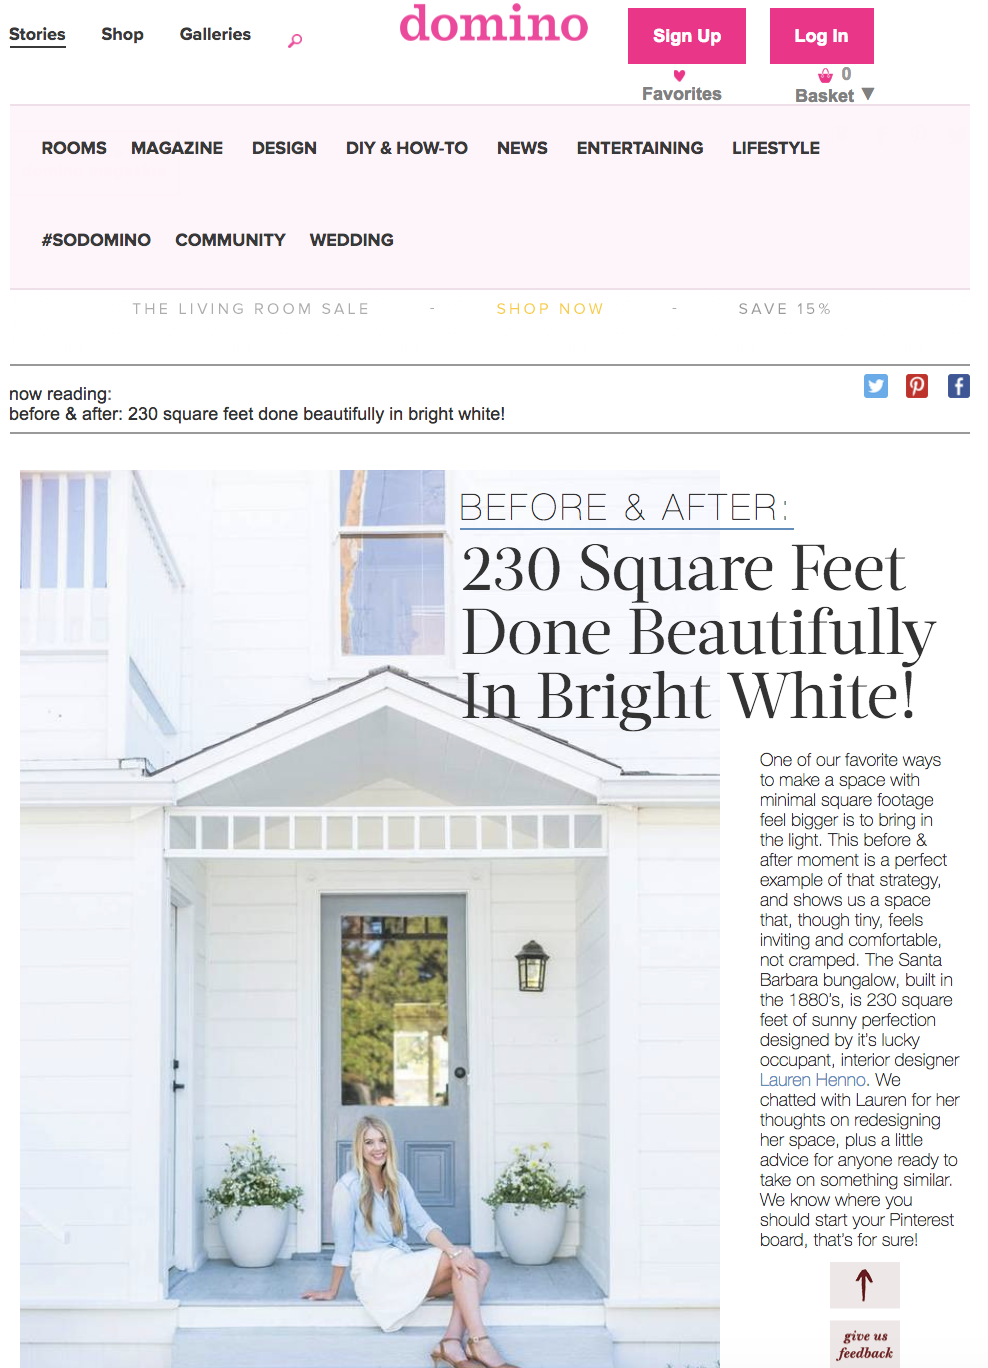 Stories Shop Galleries
domino
Sign Up
Log In
Favorites
0
Basket ▼
ROOMS MAGAZINE DESIGN DIY & HOW-TO NEWS ENTERTAINING LIFESTYLE
#SODOMINO COMMUNITY WEDDING
THE LIVING ROOM SALE - SHOP NOW - SAVE 15%
now reading:
before & after: 230 square feet done beautifully in bright white!
BEFORE & AFTER:
230 Square Feet
Done Beautifully
In Bright White!
One of our favorite ways
to make a space with
minimal square footage
feel bigger is to bring in
the light. This before &
after moment is a perfect
example of that strategy,
and shows us a space
that, though tiny, feels
inviting and comfortable,
not cramped. The Santa
Barbara bungalow, built in
the 1880's, is 230 square
feet of sunny perfection
designed by it's lucky
occupant, interior designer
Lauren Henno. We
chatted with Lauren for her
thoughts on redesigning
her space, plus a little
advice for anyone ready to
take on something similar.
We know where you
should start your Pinterest
board, that's for sure!
give us
feedback